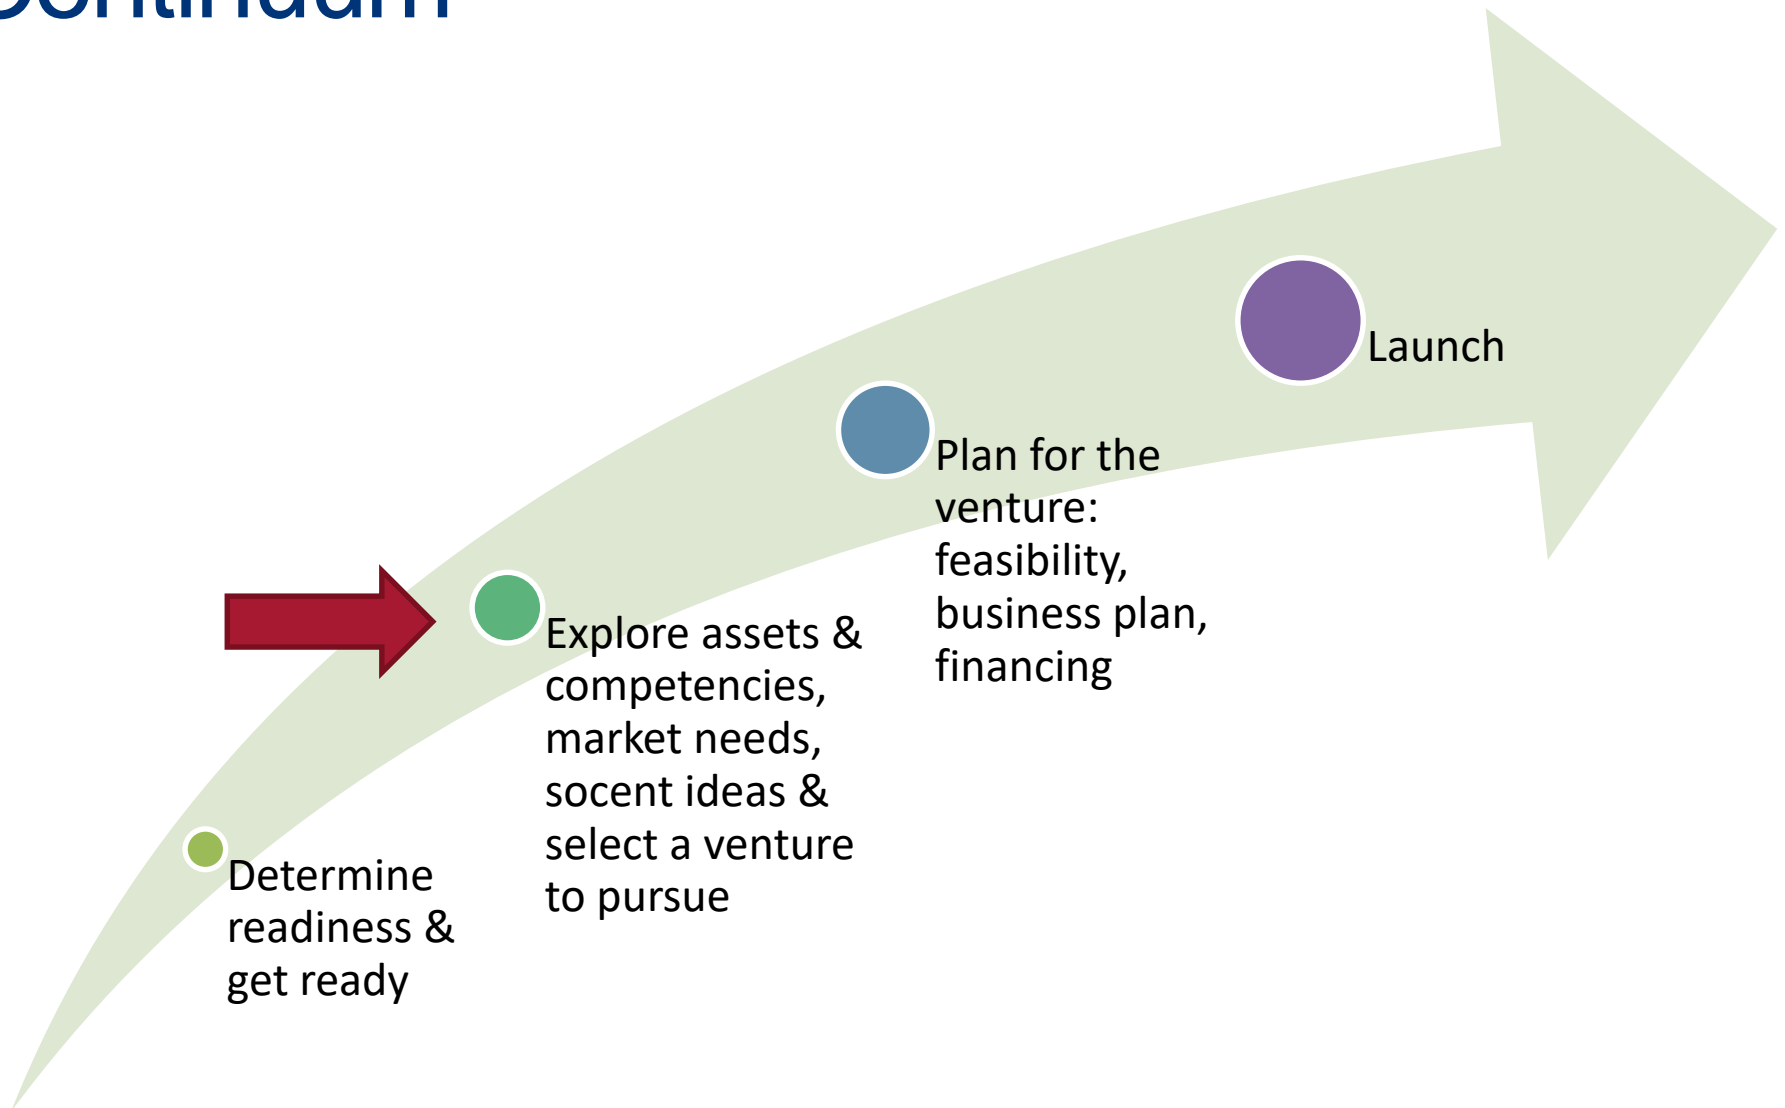 Continuum
Determine
readiness &
get ready
Explore assets &
competencies,
market needs,
socent ideas &
select a venture
to pursue
Plan for the
venture:
feasibility,
business plan,
financing
Launch